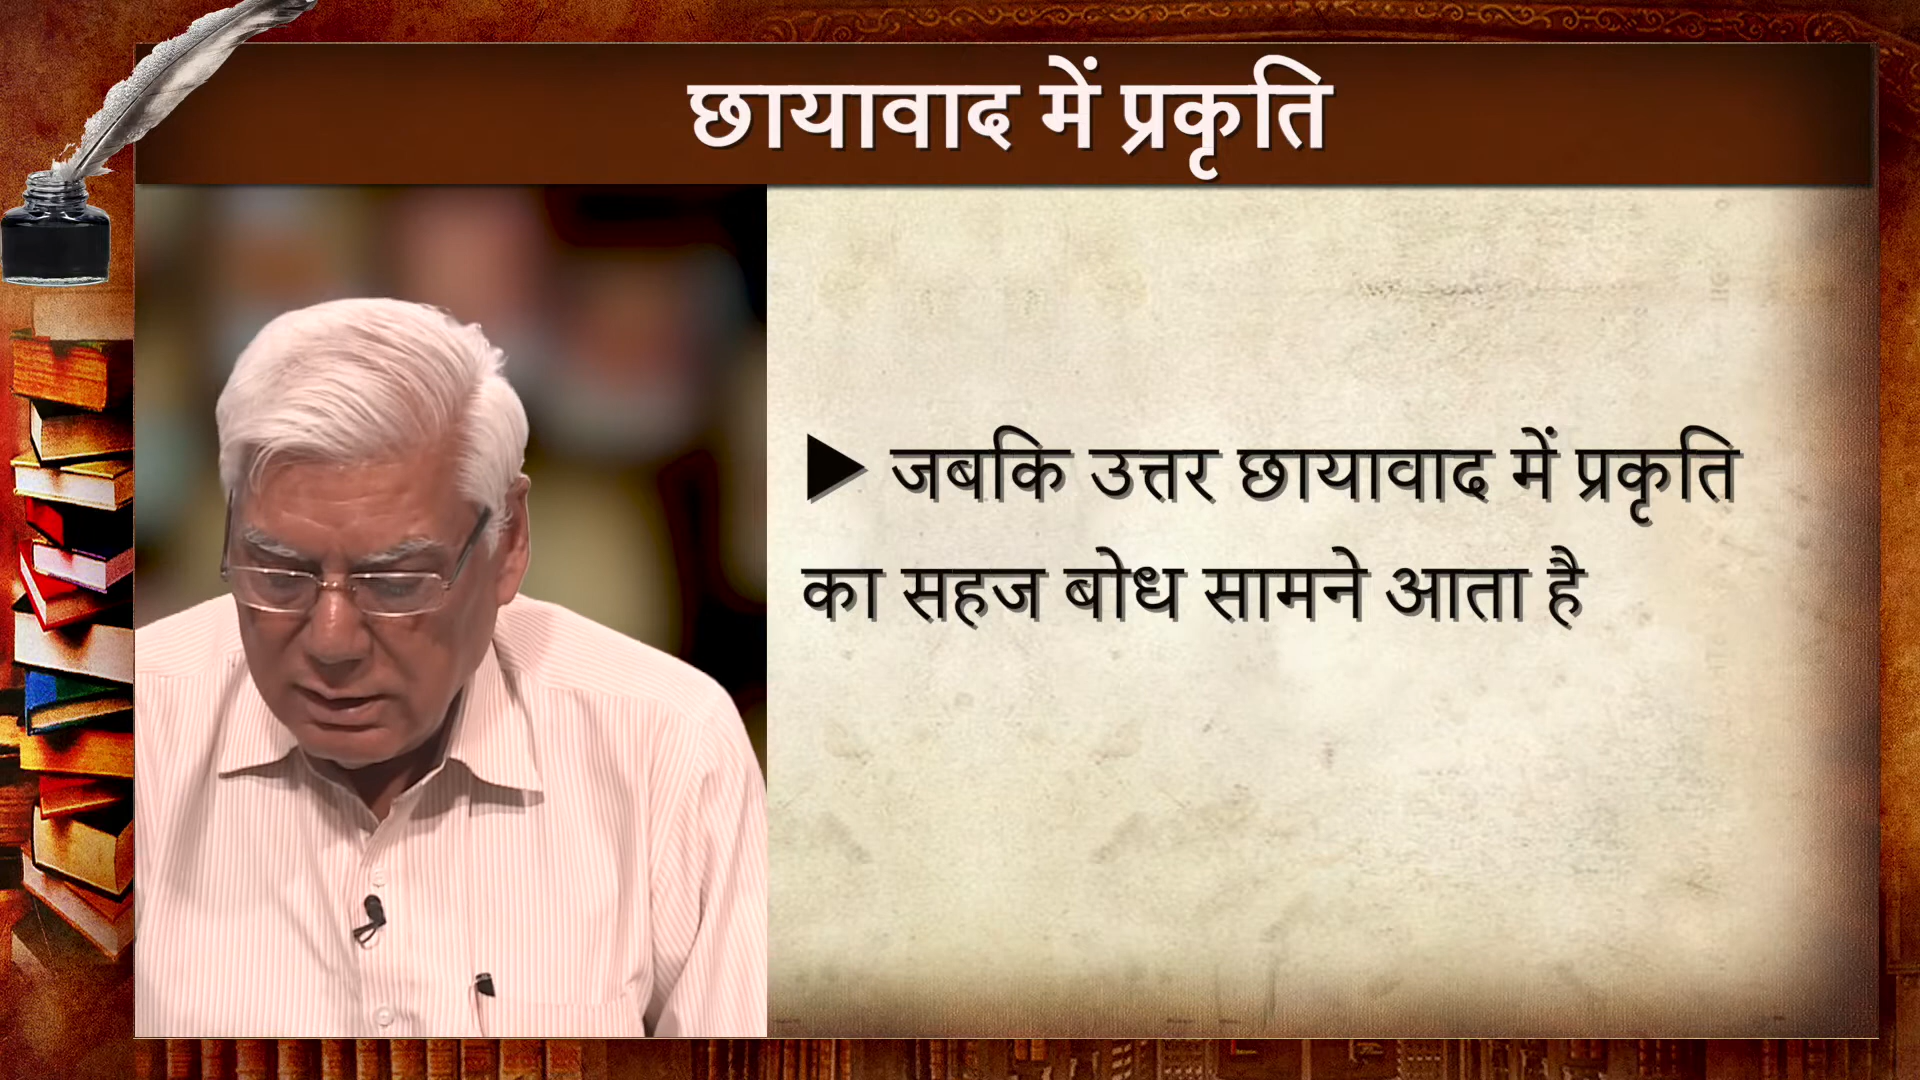 छायावाद में प्रकृति
▶ जबकि उत्तर छायावाद में प्रकृति
का सहज बोध सामने आता है